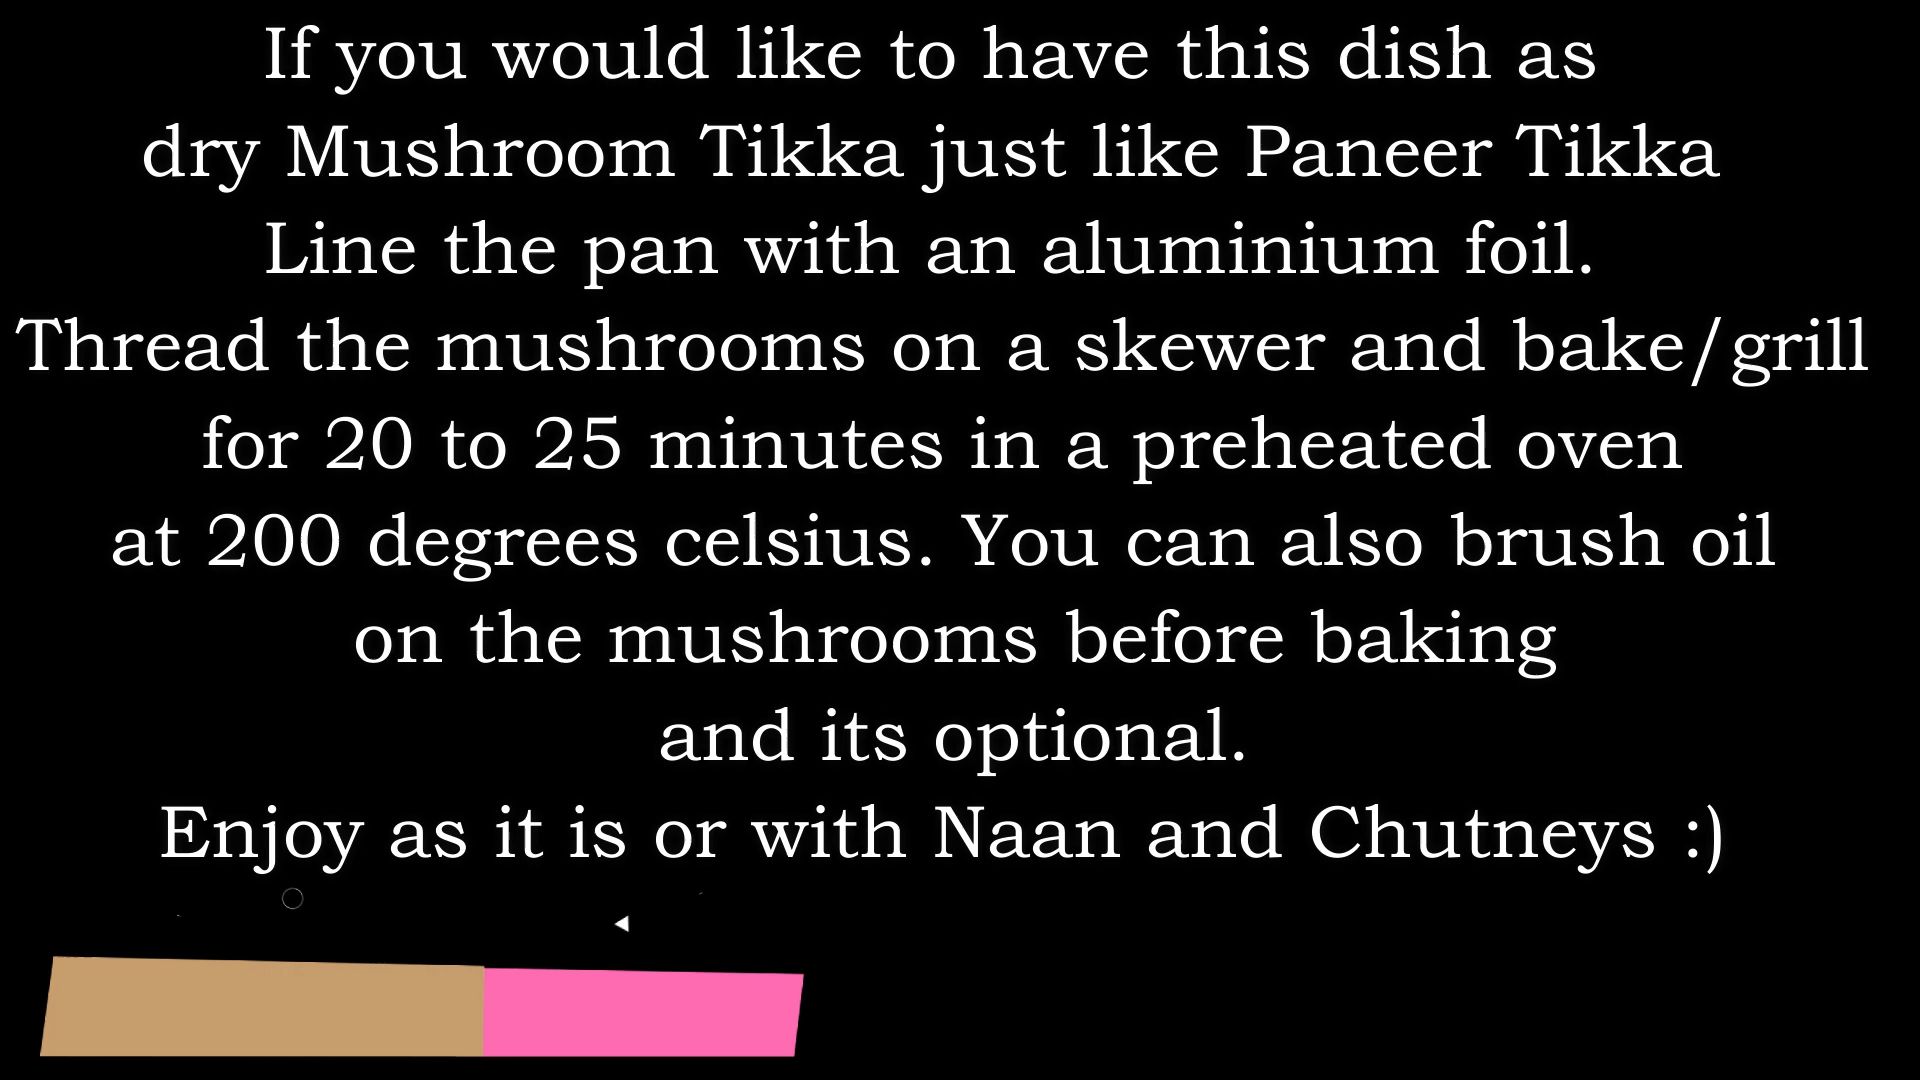 If you would like to have this dish as
dry Mushroom Tikka just like Paneer Tikka
Line the pan with an aluminium foil.
Thread the mushrooms on a skewer and bake/grill
for 20 to 25 minutes in a preheated oven
at 200 degrees celsius. You can also brush oil
on the mushrooms before baking
and its optional.
Enjoy as it is or with Naan and Chutneys :)